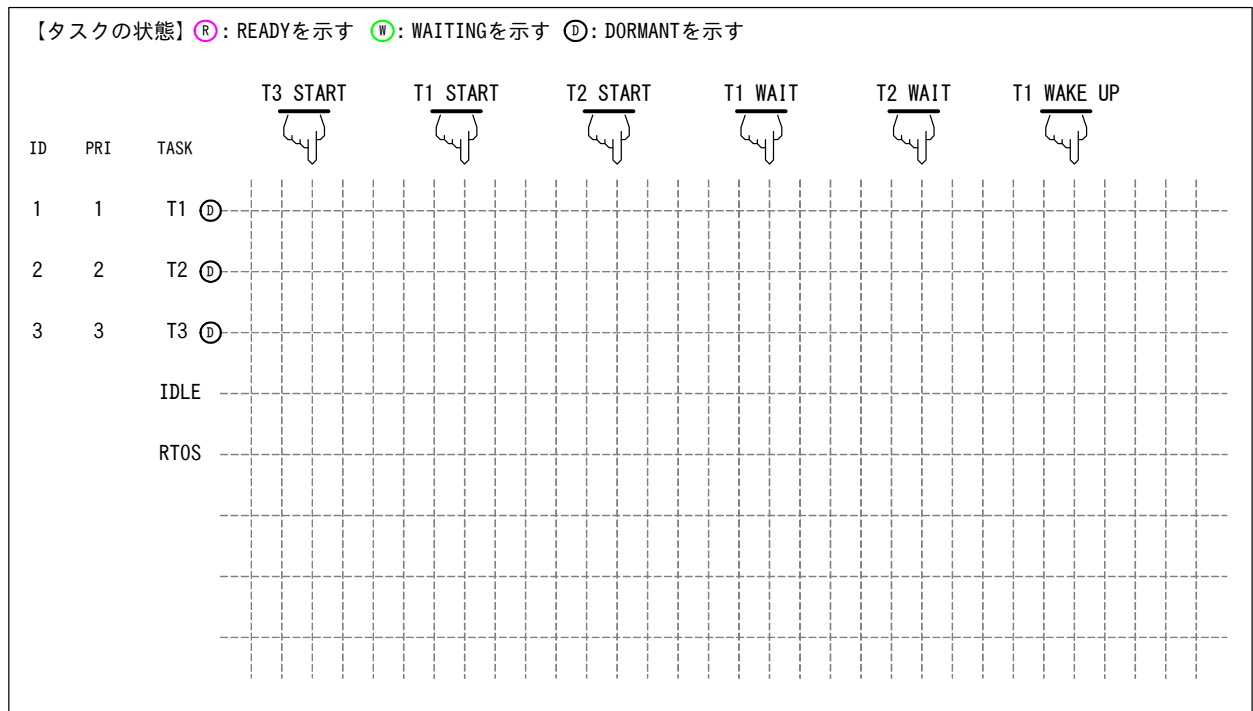 【タスクの状態】Ⓡ:READYを示す Ⓦ:WAITINGを示す Ⓓ:DORMANTを示す
T3 START T1 START T2 START T1 WAIT T2 WAIT T1 WAKE UP
ID PRI TASK
1 1 T1 Ⓓ
2 2 T2 Ⓓ
3 3 T3 Ⓓ
IDLE
RTOS